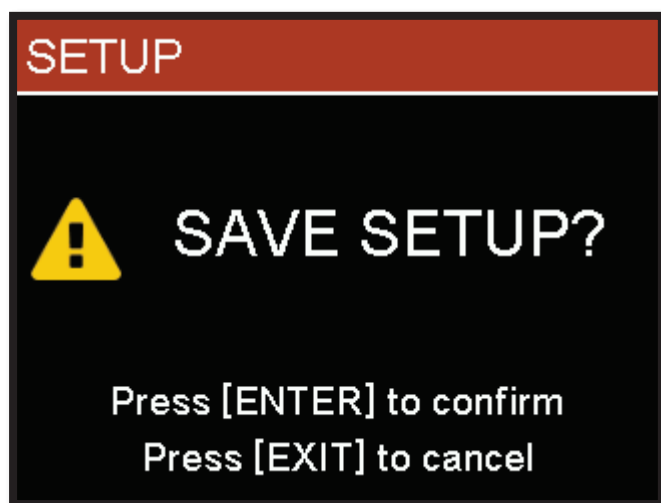 SETUP
SAVE SETUP?
Press [ENTER] to confirm
Press [EXIT] to cancel